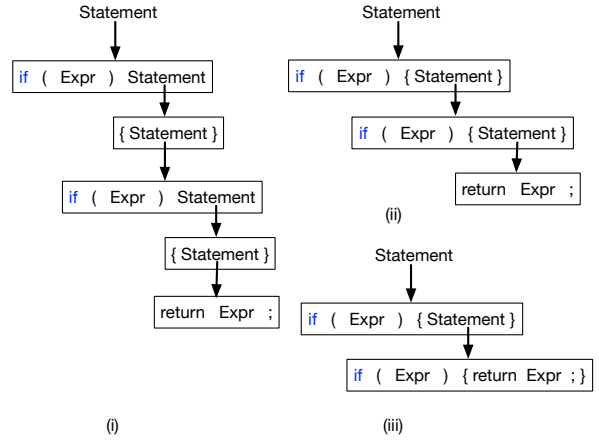 Statement
if ( Expr ) Statement
{ Statement }
if ( Expr ) Statement
{ Statement }
return Expr ;
(i)
Statement
if ( Expr ) { Statement }
if ( Expr ) { Statement }
return Expr ;
(ii)
Statement
if ( Expr ) { Statement }
if ( Expr ) { return Expr ; }
(iii)